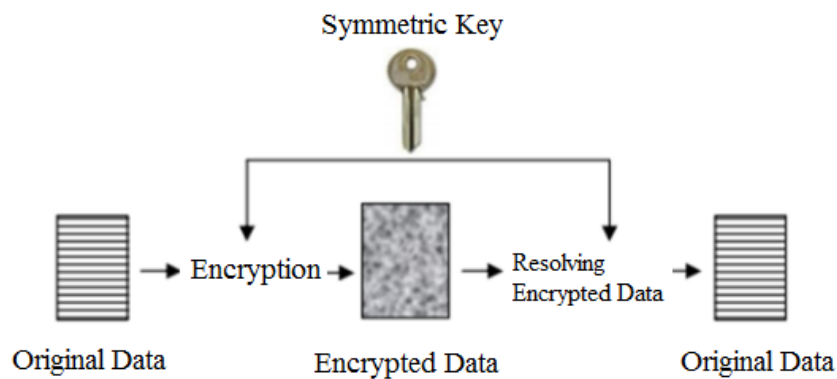 Symmetric Key
Encryption
Resolving
Encrypted Data
Original Data
Encrypted Data
Original Data